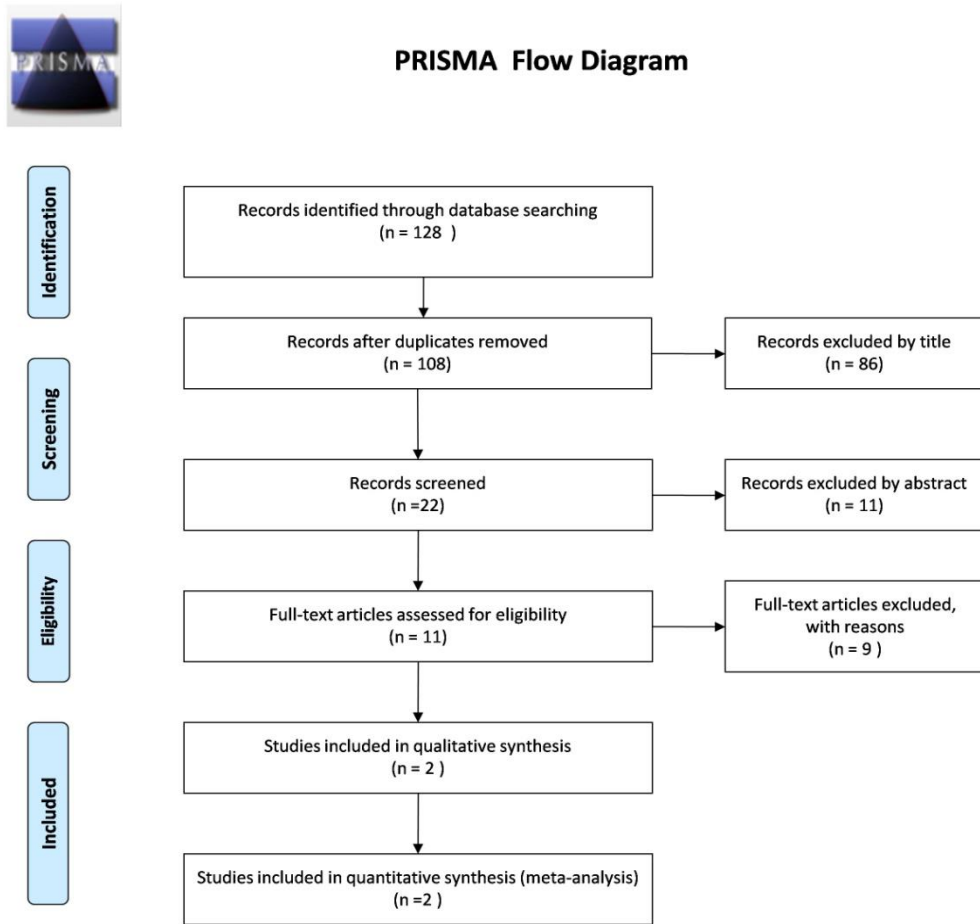 PRISMA
PRISMA Flow Diagram
Identification
Records identified through database searching
(n = 128 )
Records after duplicates removed
(n = 108)
Records excluded by title
(n = 86)
Screening
Records screened
(n =22)
Records excluded by abstract
(n = 11)
Eligibility
Full-text articles assessed for eligibility
(n = 11)
Full-text articles excluded,
with reasons
(n = 9 )
Included
Studies included in qualitative synthesis
(n = 2 )
Studies included in quantitative synthesis (meta-analysis)
(n =2 )